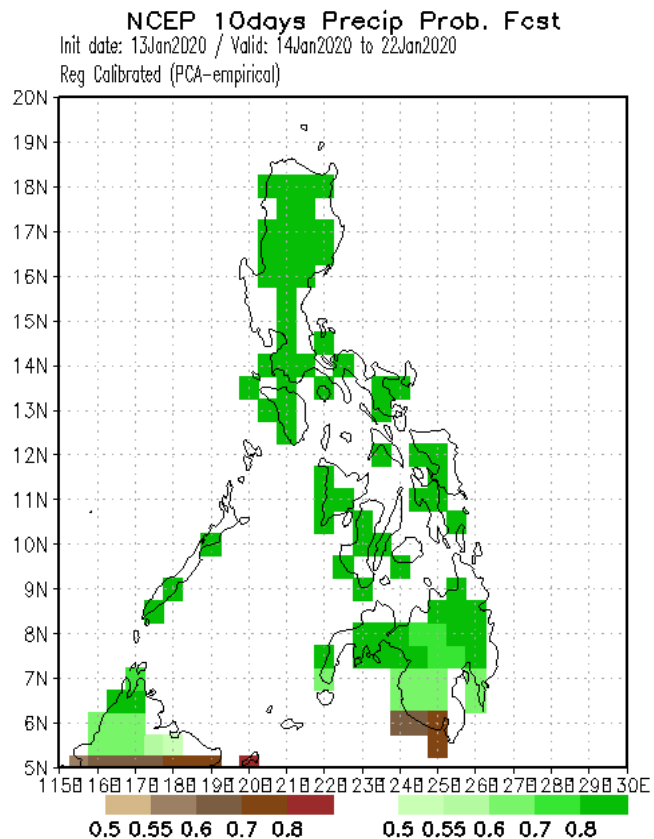 NCEP 10days Precip Prob. Fcst
Init date: 13Jan2020 / Valid: 14Jan2020 to 22Jan2020
Reg Calibrated (PCA-empirical)
20N
19N
18N
17N
16N
15N
14N
13N
12N
11N
10N
9N
8N
7N
6N
5N
0.5 0.55 0.6 0.7 0.8
0.5 0.55 0.6 0.7 0.8